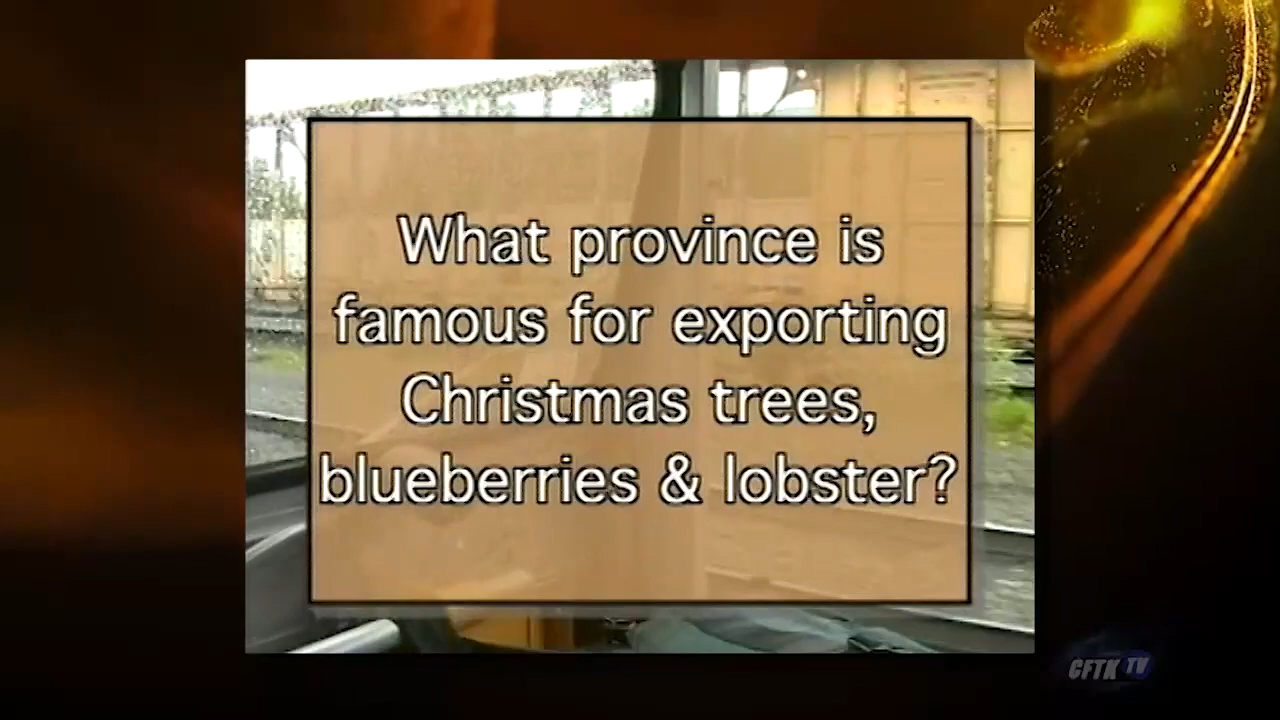 What province is
famous for exporting
Christmas trees,
blueberries & lobster?
CFTK TV